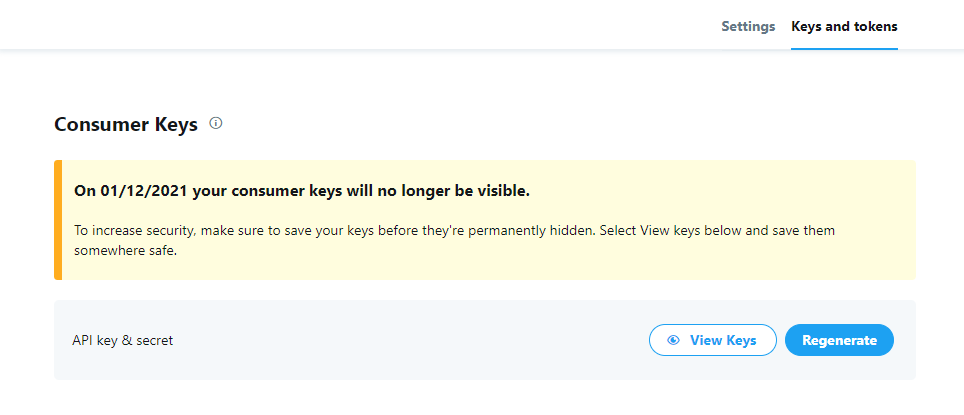 Settings Keys and tokens
Consumer Keys
On 01/12/2021 your consumer keys will no longer be visible.
To increase security, make sure to save your keys before they're permanently hidden. Select View keys below and save them
somewhere safe.
API key & secret View Keys Regenerate